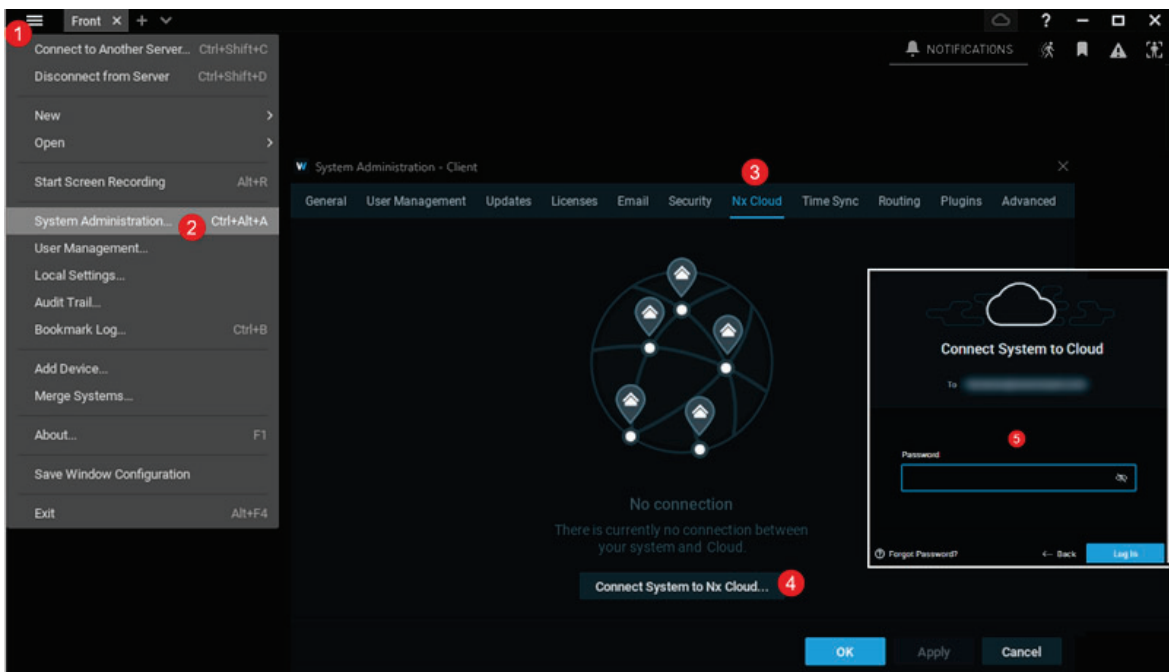 1
Front
?
Connect to Another Server... Ctrl+Shift+C
Disconnect from Server Ctrl+Shift+D
NOTIFICATIONS
New
Open
Start Screen Recording Alt+R
System Administration... 2 Ctrl+Alt+A
User Management...
Local Settings...
Audit Trail...
Bookmark Log... Ctrl+B
Add Device...
Merge Systems...
About... F1
Save Window Configuration
Exit Alt+F4
W System Administration - Client
3
General User Management Updates Licenses Email Security Nx Cloud Time Sync Routing Plugins Advanced
No connection
There is currently no connection between
your system and Cloud.
Connect System to Nx Cloud... 4
OK Apply Cancel
Connect System to Cloud
To
5
Password
? Forgot Password? ← Back Log In